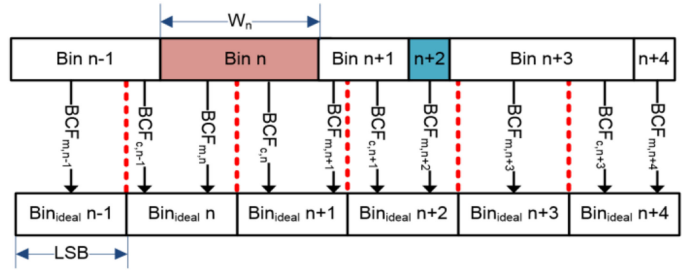 Wn
Bin n-1 Bin n Bin n+1 n+2 Bin n+3 n+4
BCFm,n-1 BCFc,n-1 BCFm,n BCFc,n BCFm,n+1 BCFc,n+1 BCFm,n+2 BCFm,n+3 BCFc,n+3 BCFm,n+4
Binideal n-1 Binideal n Binideal n+1 Binideal n+2 Binideal n+3 Binideal n+4
LSB